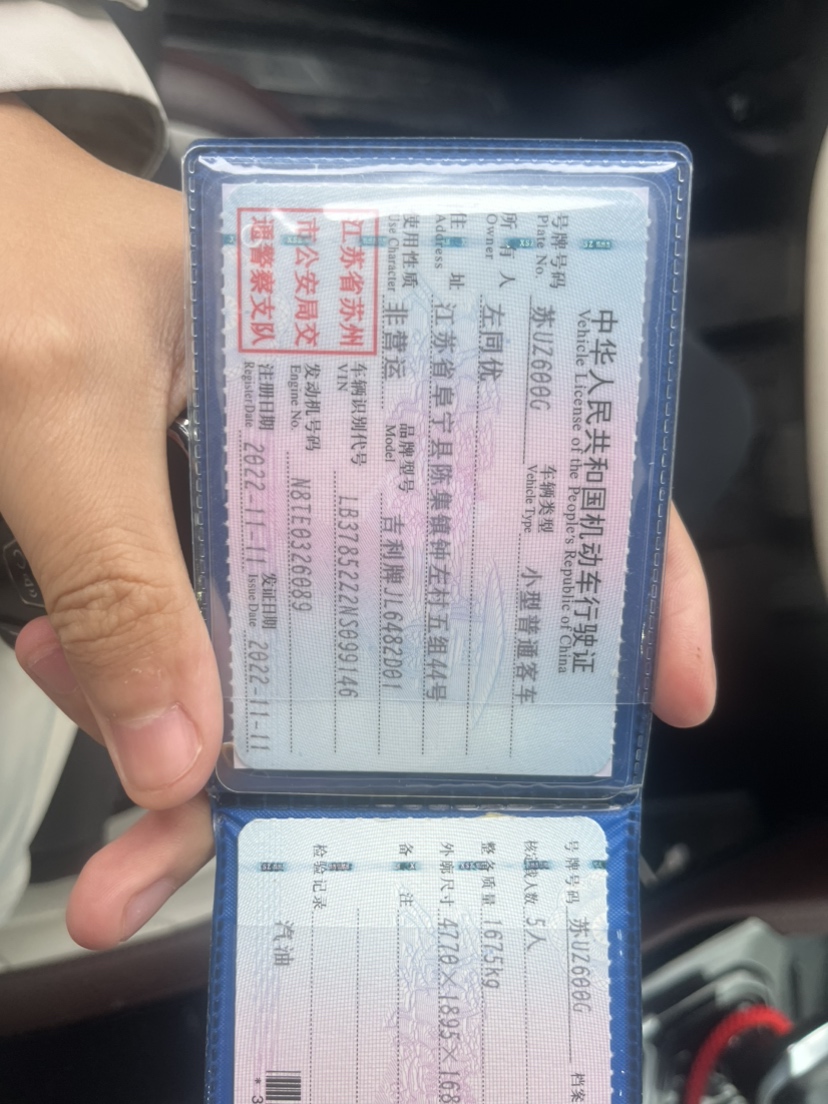 中华人民共和国机动车行驶证
Vehicle License of the People's Republic of China
号牌号码 苏UZ600G 车辆类型 小型普通客车
Plate No. Vehicle Type
所有人 左同优
Owner
住址 江苏省阜宁县陈集镇钟左村五组44号
Address
使用性质 非营运 品牌型号 吉利牌JL6482D01
Use Character Model
江苏省苏州
市公安局交
通警察支队
车辆识别代号 LB378522ZNS099146
VIN
发动机号码 N8TE0326089
Engine No.
注册日期 2022-11-11 发证日期 2022-11-11
Register Date Issue Date
号牌号码 苏UZ600G 档案
核定载人数 5人
整备质量 1675kg
外廓尺寸 4770×1895×168
备注
检验记录
汽油
*3